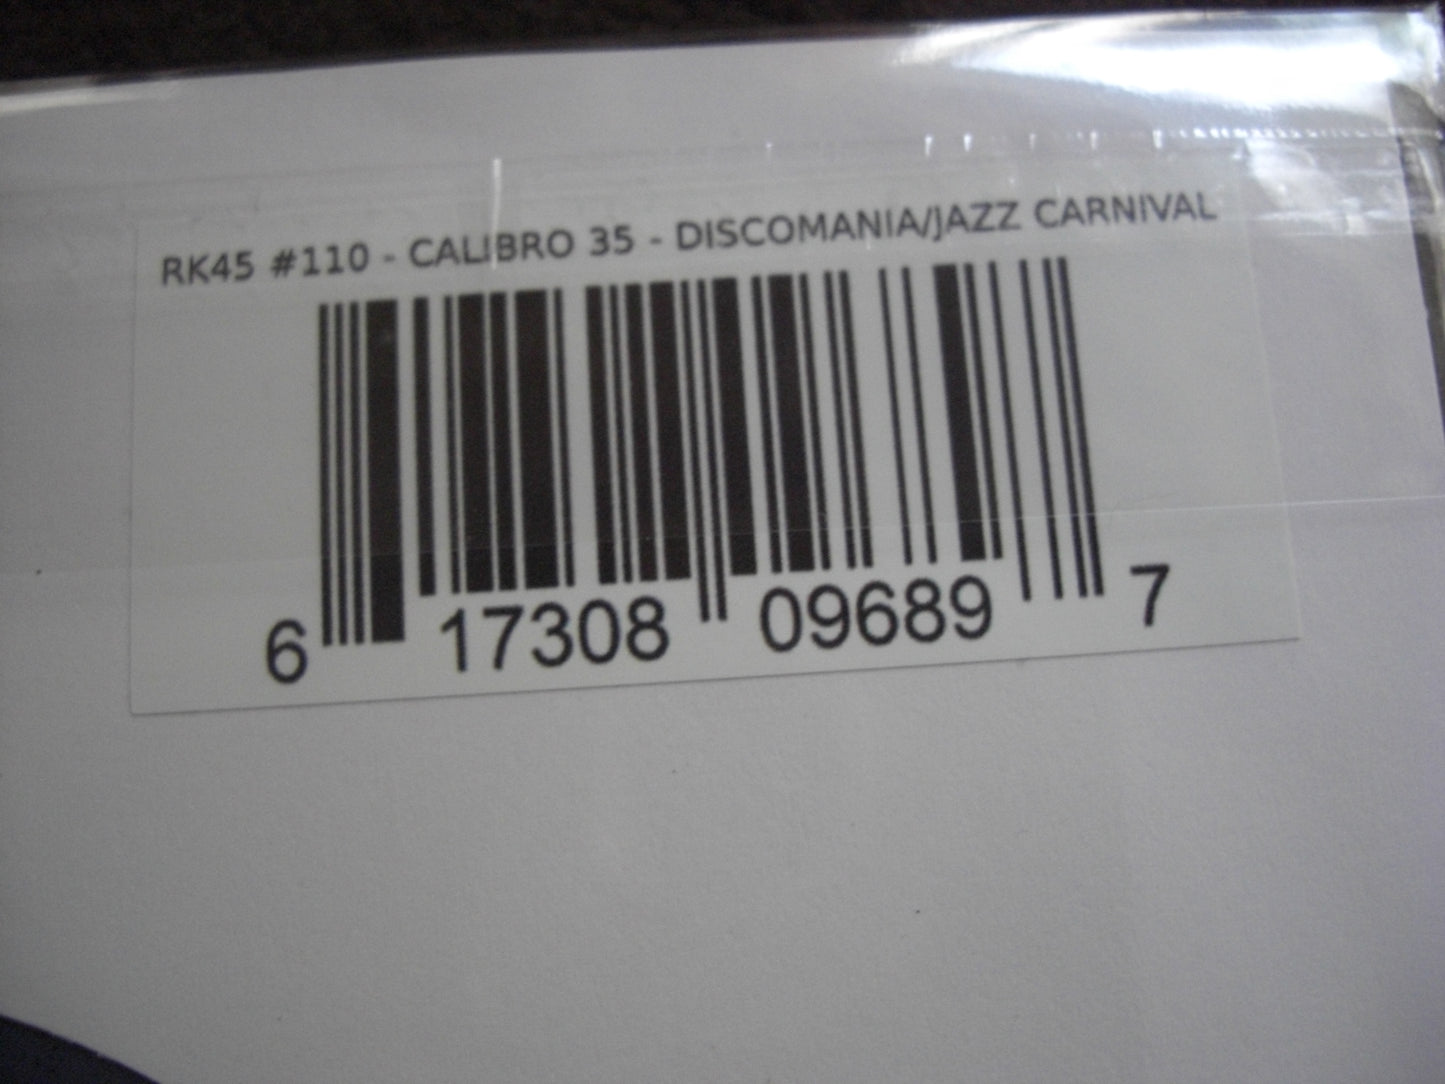 RK45 #110 - CALIBRO 35 - DISCOMANIA/JAZZ CARNIVAL
6 17308 09689 7